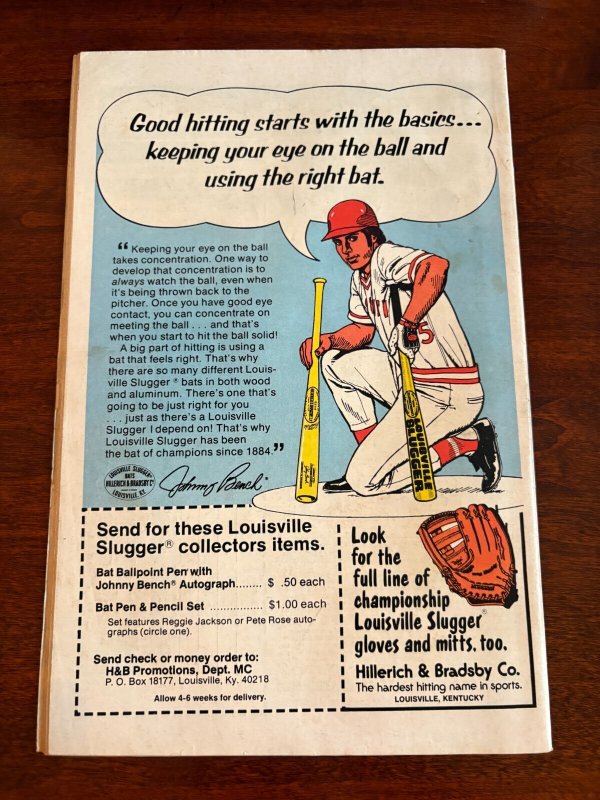 Good hitting starts with the basics...
keeping your eye on the ball and
using the right bat.
“ Keeping your eye on the ball
takes concentration. One way to
develop that concentration is to
always watch the ball, even when
it's being thrown back to the
pitcher. Once you have good eye
contact, you can concentrate on
meeting the ball . . . and that's
when you start to hit the ball solid!
A big part of hitting is using a
bat that feels right. That's why
there are so many different Louis-
ville Slugger ® bats in both wood
and aluminum. There's one that's
going to be just right for you
. . . just as there's a Louisville
Slugger I depend on! That's why
Louisville Slugger has been
the bat of champions since 1884.”
LOUISVILLE SLUGGER
BATS
HILLERICH & BRADSBY Co
LOUISVILLE, KY.
Johnny Bench
5
LOUISVILLE
SLUGGER
Send for these Louisville
Slugger® collectors items.
Bat Ballpoint Pen with
Johnny Bench® Autograph........ $ .50 each
Bat Pen & Pencil Set ................ $1.00 each
Set features Reggie Jackson or Pete Rose auto-
graphs (circle one).
Send check or money order to:
H&B Promotions, Dept. MC
P. O. Box 18177, Louisville, Ky. 40218
Allow 4-6 weeks for delivery.
Look
for the
full line of
championship
Louisville Slugger®
gloves and mitts, too.
Hillerich & Bradsby Co.
The hardest hitting name in sports.
LOUISVILLE, KENTUCKY